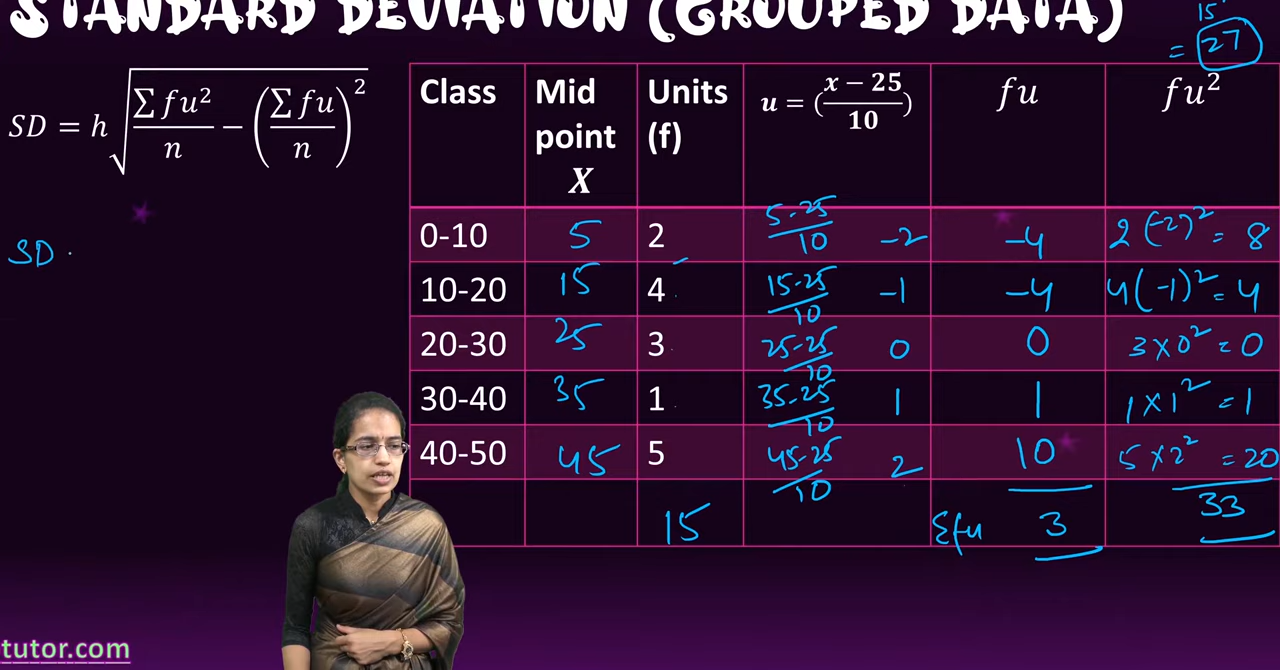 STANDARD DEVIATION (GROUPED DATA)
15
= 27
SD = h √(∑fu²/n − (∑fu/n)²)
SD
Class | Mid point X | Units (f) | u = (x − 25/10) | fu | fu²
0-10 | 5 | 2 | 5-25/10 -2 | -4 | 2(-2)² = 8
10-20 | 15 | 4 | 15-25/10 -1 | -4 | 4(-1)² = 4
20-30 | 25 | 3 | 25-25/10 0 | 0 | 3×0² = 0
30-40 | 35 | 1 | 35-25/10 1 | 1 | 1×1² = 1
40-50 | 45 | 5 | 45-25/10 2 | 10 | 5×2² = 20
15 | Σfu 3 | 33
tutor.com